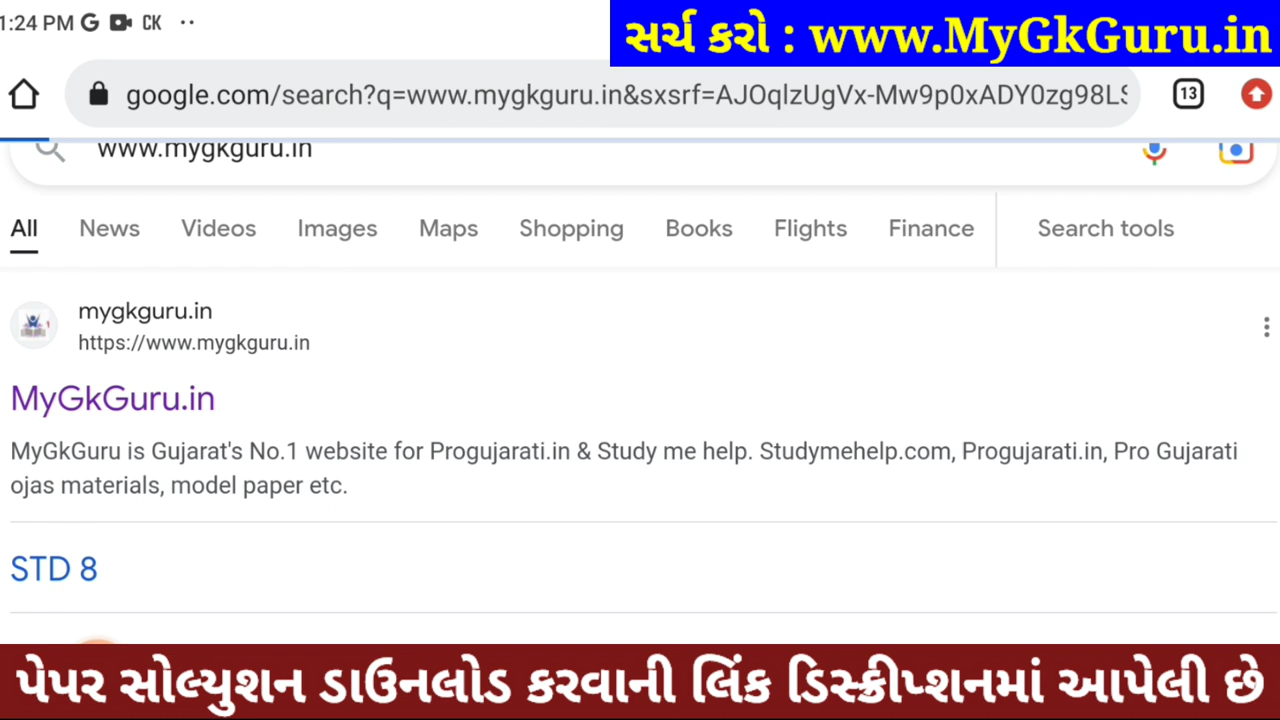 1:24 PM G CK
સર્ચ કરો : www.MyGkGuru.in
google.com/search?q=www.mygkguru.in&sxsrf=AJOqlzUgVx-Mw9p0xADY0zg98LS
13
www.mygkguru.in
All News Videos Images Maps Shopping Books Flights Finance Search tools
mygkguru.in
https://www.mygkguru.in
MyGkGuru.in
MyGkGuru is Gujarat's No.1 website for Progujarati.in & Study me help. Studymehelp.com, Progujarati.in, Pro Gujarati
ojas materials, model paper etc.
STD 8
પેપર સોલ્યુશન ડાઉનલોડ કરવાની લિંક ડિસ્ક્રીપ્શનમાં આપેલી છે